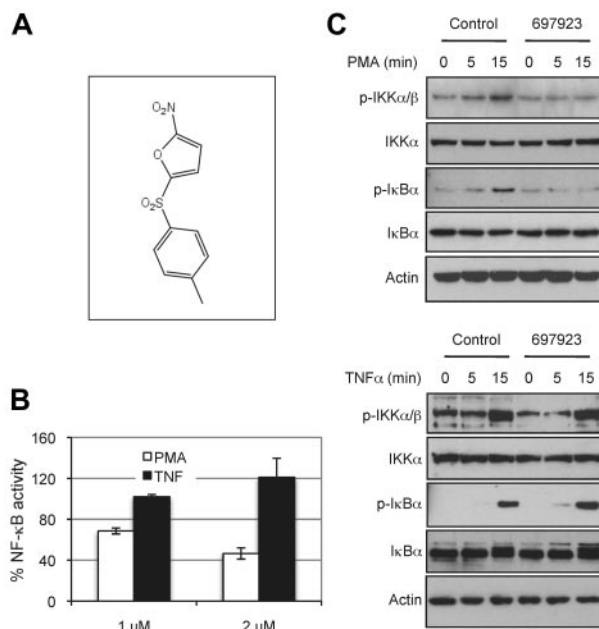 A
O₂N
O
O₂S
B
% NF-κB activity
160
120
80
40
0
PMA
TNF
1 μM
2 μM
C
Control 697923
PMA (min) 0 5 15 0 5 15
p-IKKα/β
IKKα
p-IκBα
IκBα
Actin
Control 697923
TNFα (min) 0 5 15 0 5 15
p-IKKα/β
IKKα
p-IκBα
IκBα
Actin